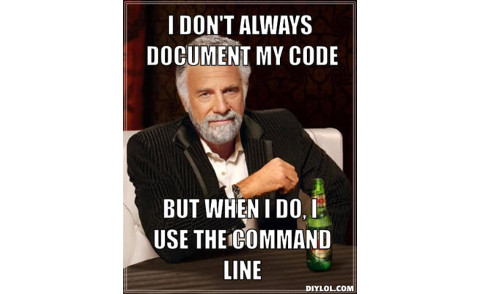 I DON'T ALWAYS
DOCUMENT MY CODE
BUT WHEN I DO, I
USE THE COMMAND
LINE
DIYLOL.COM